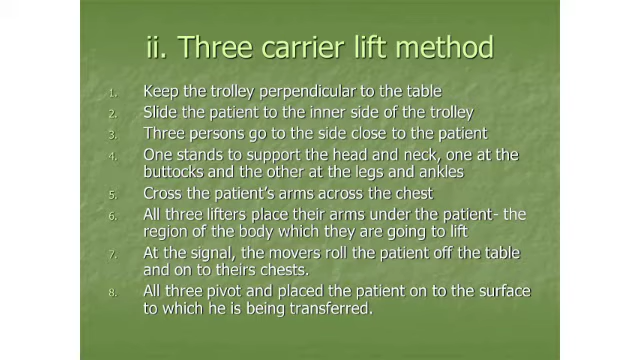 ii. Three carrier lift method
1. Keep the trolley perpendicular to the table
2. Slide the patient to the inner side of the trolley
3. Three persons go to the side close to the patient
4. One stands to support the head and neck, one at the
buttocks and the other at the legs and ankles
5. Cross the patient's arms across the chest
6. All three lifters place their arms under the patient- the
region of the body which they are going to lift
7. At the signal, the movers roll the patient off the table
and on to theirs chests.
8. All three pivot and placed the patient on to the surface
to which he is being transferred.